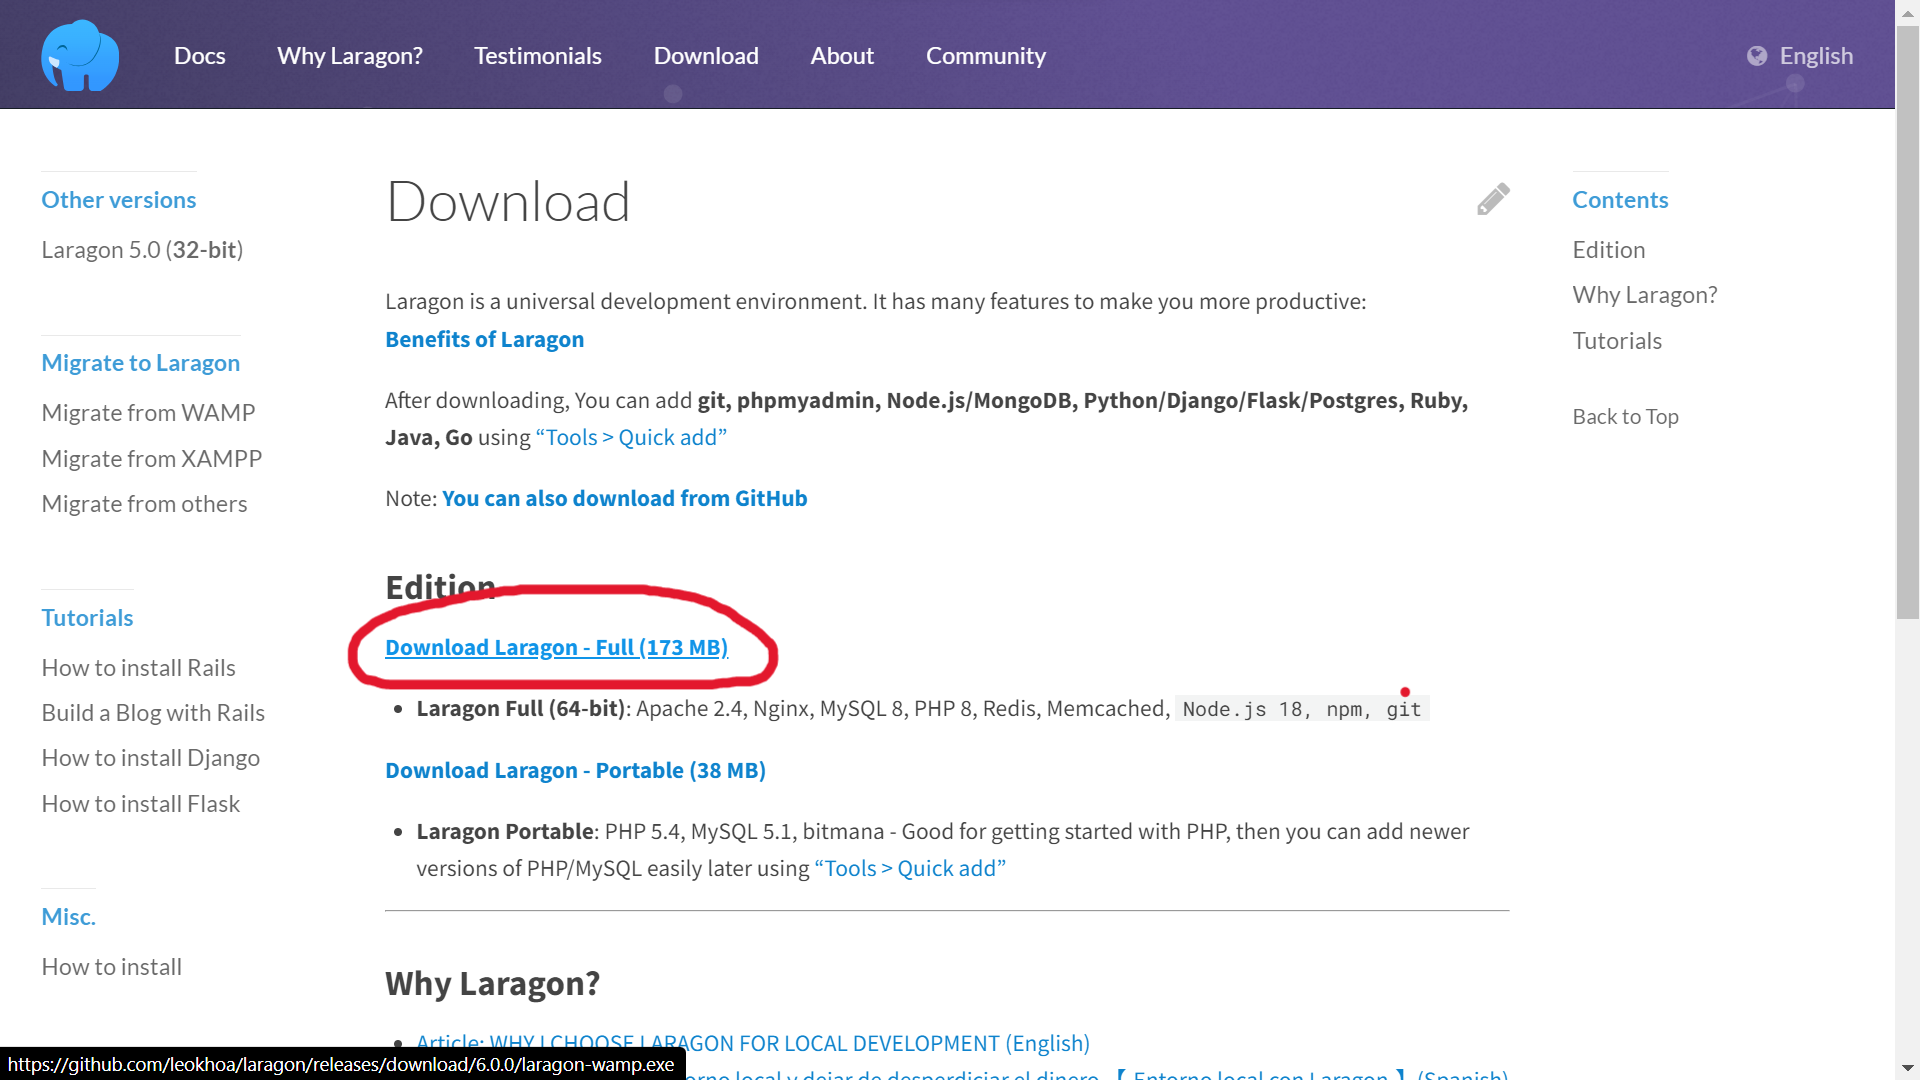 Docs
Why Laragon?
Testimonials
Download
About
Community
English
Other versions
Laragon 5.0 (32-bit)
Migrate to Laragon
Migrate from WAMP
Migrate from XAMPP
Migrate from others
Tutorials
How to install Rails
Build a Blog with Rails
How to install Django
How to install Flask
Misc.
How to install
Download
Laragon is a universal development environment. It has many features to make you more productive:
Benefits of Laragon
After downloading, You can add git, phpmyadmin, Node.js/MongoDB, Python/Django/Flask/Postgres, Ruby,
Java, Go using “Tools > Quick add”
Note: You can also download from GitHub
Edition
Download Laragon - Full (173 MB)
• Laragon Full (64-bit): Apache 2.4, Nginx, MySQL 8, PHP 8, Redis, Memcached, Node.js 18, npm, git
Download Laragon - Portable (38 MB)
• Laragon Portable: PHP 5.4, MySQL 5.1, bitmana - Good for getting started with PHP, then you can add newer
versions of PHP/MySQL easily later using “Tools > Quick add”
Why Laragon?
• Article: WHY I CHOOSE LARAGON FOR LOCAL DEVELOPMENT (English)
local y dejar de desperdiciar el dinero 【 Entorno local con Laragon 】 (Spanish)
Contents
Edition
Why Laragon?
Tutorials
Back to Top
https://github.com/leokhoa/laragon/releases/download/6.0.0/laragon-wamp.exe